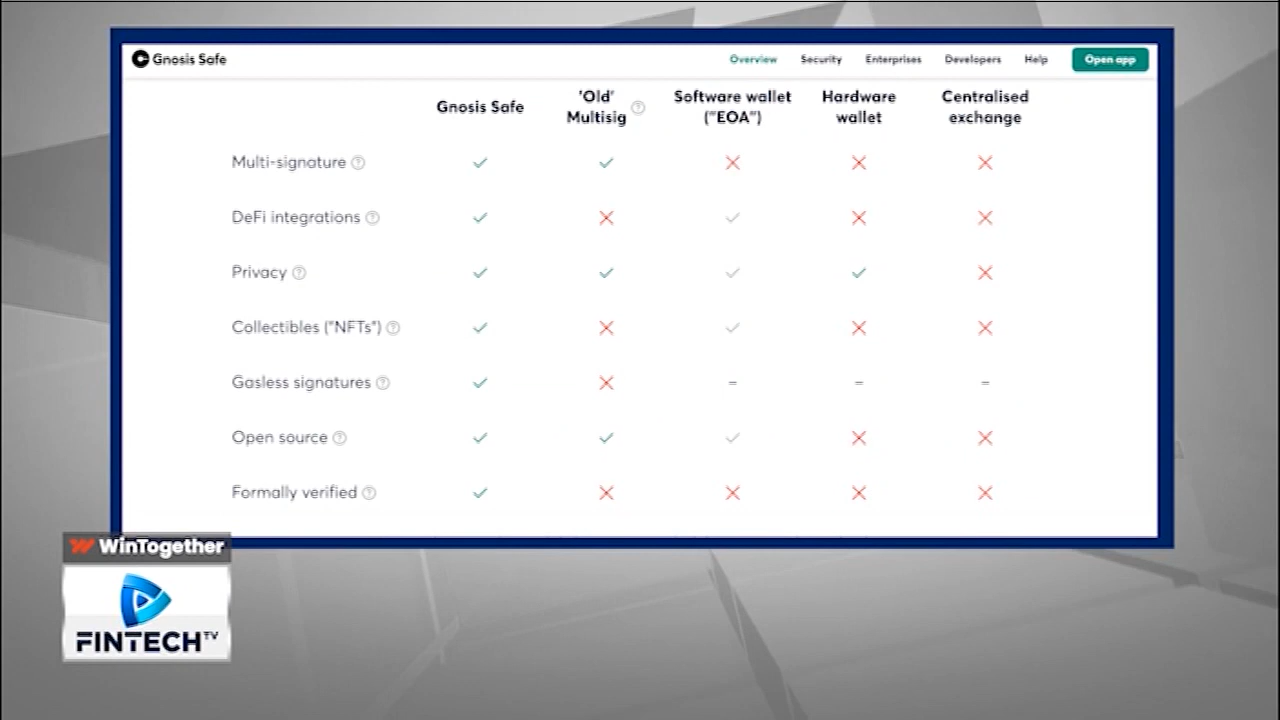 Gnosis Safe
Overview Security Enterprises Developers Help Open app
Gnosis Safe 'Old' Multisig ? Software wallet ("EOA") Hardware wallet Centralised exchange
Multi-signature ?
DeFi integrations ?
Privacy ?
Collectibles ("NFTs") ?
Gasless signatures ?
Open source ?
Formally verified ?
WinTogether
FINTECH TV